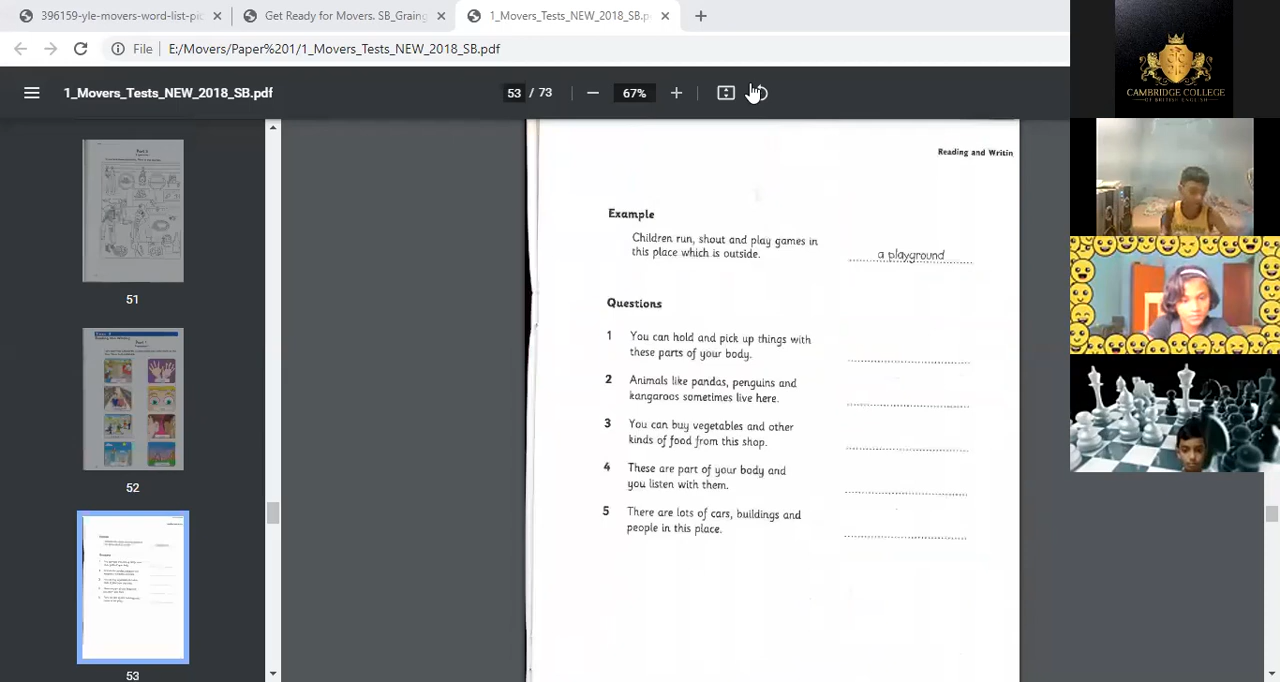 396159-yle-movers-word-list-pic
Get Ready for Movers. SB_Graing
1_Movers_Tests_NEW_2018_SB.p
File
E:/Movers/Paper%201/1_Movers_Tests_NEW_2018_SB.pdf
1_Movers_Tests_NEW_2018_SB.pdf
53 / 73
67%
CAMBRIDGE COLLEGE
OF BRITISH ENGLISH
51
52
53
Reading and Writin
Example
Children run, shout and play games in
this place which is outside.
a playground
Questions
1 You can hold and pick up things with
these parts of your body.
2 Animals like pandas, penguins and
kangaroos sometimes live here.
3 You can buy vegetables and other
kinds of food from this shop.
4 These are part of your body and
you listen with them.
5 There are lots of cars, buildings and
people in this place.